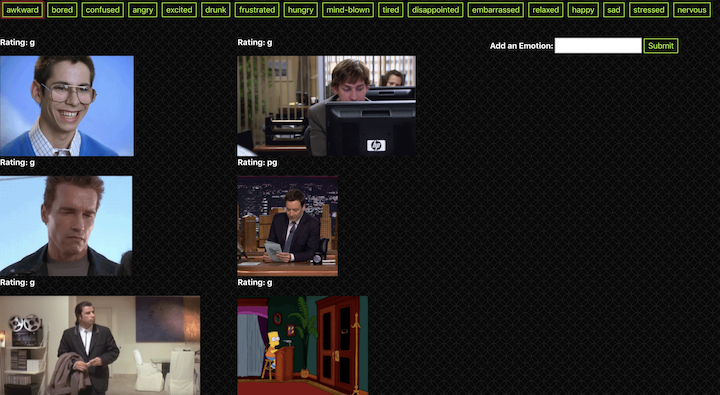 awkward bored confused angry excited drunk frustrated hungry mind-blown tired disappointed embarrassed relaxed happy sad stressed nervous
Rating: g Rating: g Add an Emotion: Submit
hp
Rating: g Rating: pg
Rating: g Rating: g